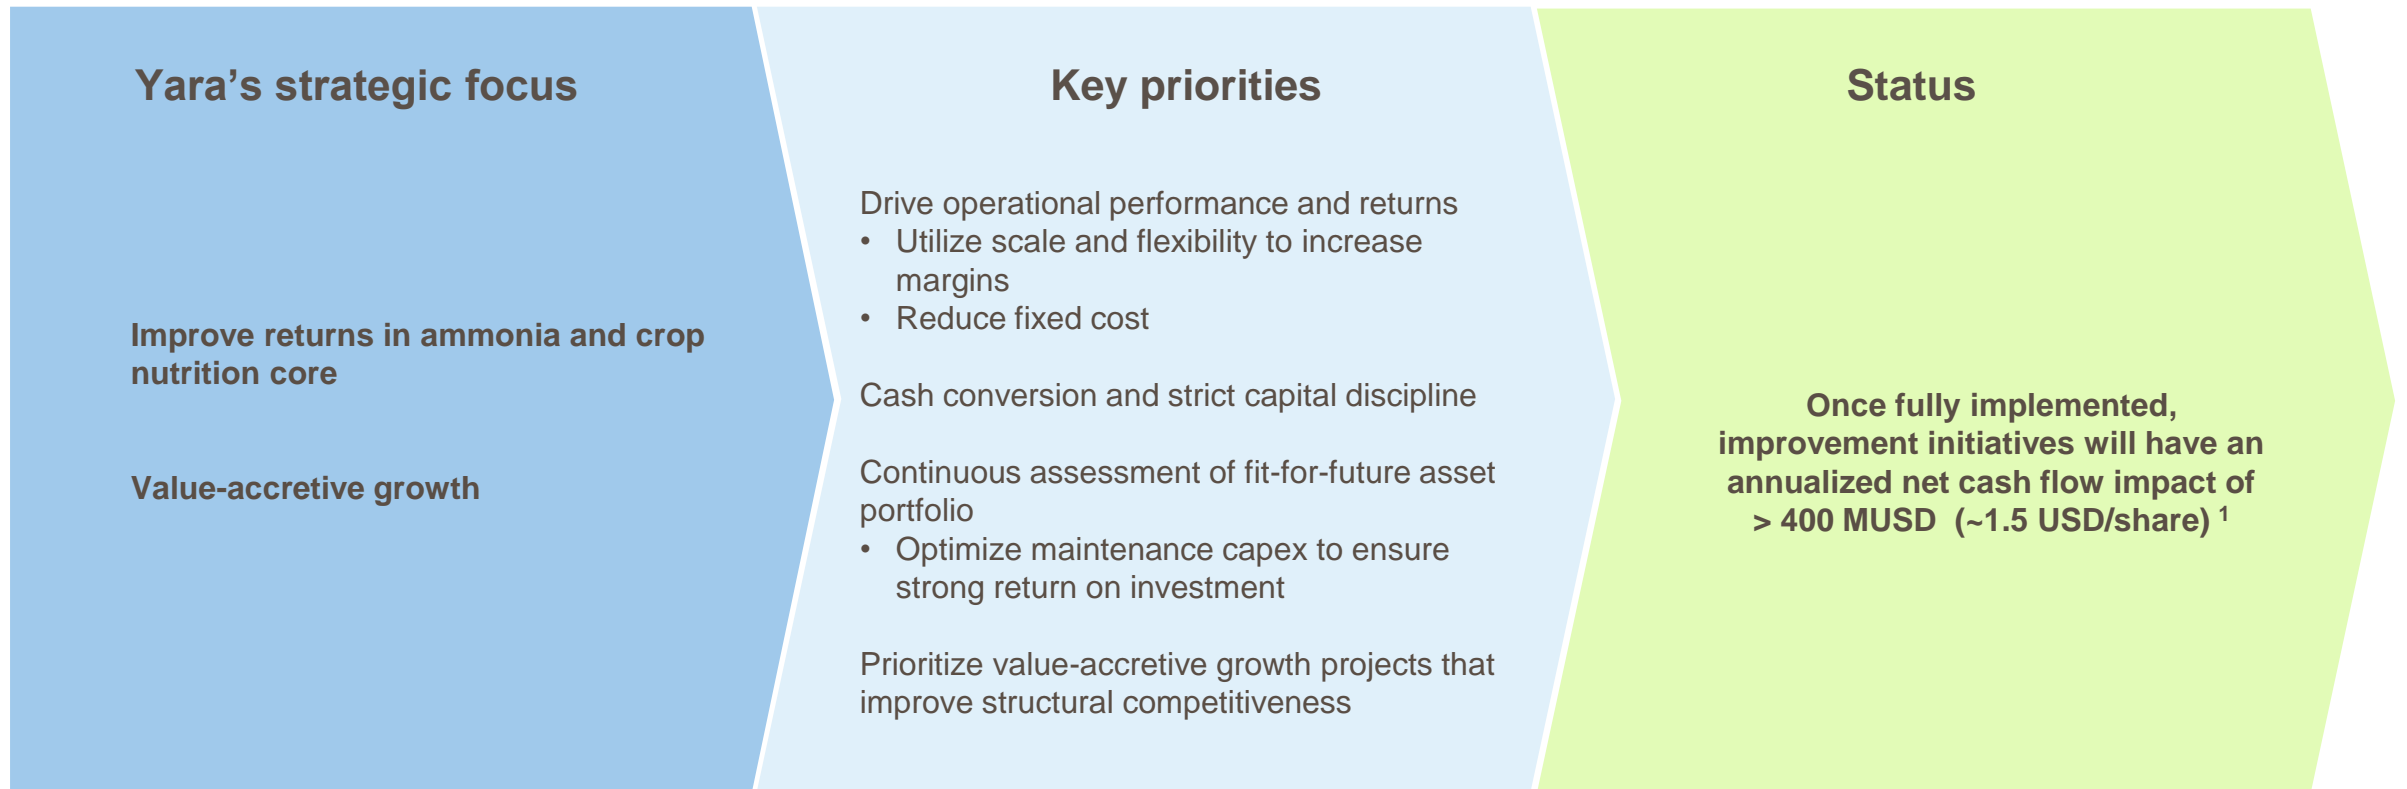 Yara’s strategic focus
Improve returns in ammonia and crop
nutrition core
Value-accretive growth
Key priorities
Drive operational performance and returns
• Utilize scale and flexibility to increase
margins
• Reduce fixed cost
Cash conversion and strict capital discipline
Continuous assessment of fit-for-future asset
portfolio
• Optimize maintenance capex to ensure
strong return on investment
Prioritize value-accretive growth projects that
improve structural competitiveness
Status
Once fully implemented,
improvement initiatives will have an
annualized net cash flow impact of
> 400 MUSD (~1.5 USD/share) ¹